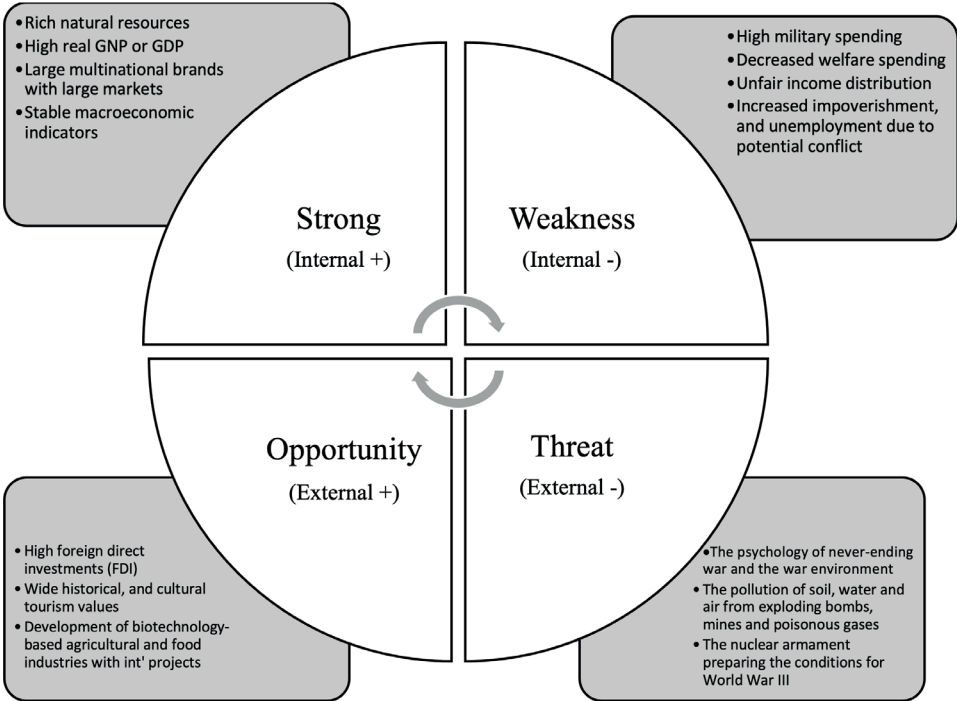 • Rich natural resources
• High real GNP or GDP
• Large multinational brands
with large markets
• Stable macroeconomic
indicators
• High military spending
• Decreased welfare spending
• Unfair income distribution
• Increased impoverishment,
and unemployment due to
potential conflict
Strong
(Internal +)
Weakness
(Internal -)
Opportunity
(External +)
Threat
(External -)
• High foreign direct
investments (FDI)
• Wide historical, and cultural
tourism values
• Development of biotechnology-
based agricultural and food
industries with int' projects
• The psychology of never-ending
war and the war environment
• The pollution of soil, water and
air from exploding bombs,
mines and poisonous gases
• The nuclear armament
preparing the conditions for
World War III